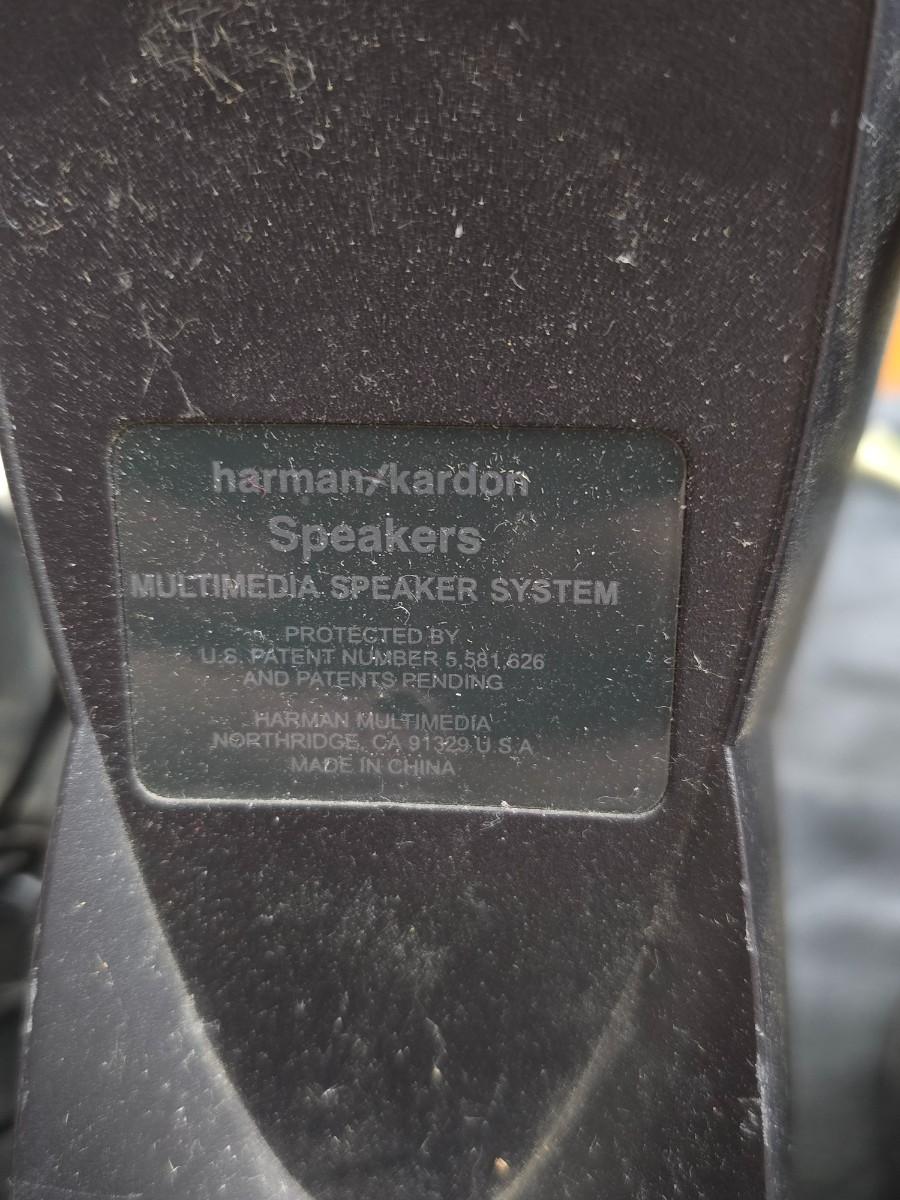 harman/kardon
Speakers
MULTIMEDIA SPEAKER SYSTEM
PROTECTED BY
U.S. PATENT NUMBER 5,581,626
AND PATENTS PENDING
HARMAN MULTIMEDIA
NORTHRIDGE, CA 91329 U.S.A
MADE IN CHINA